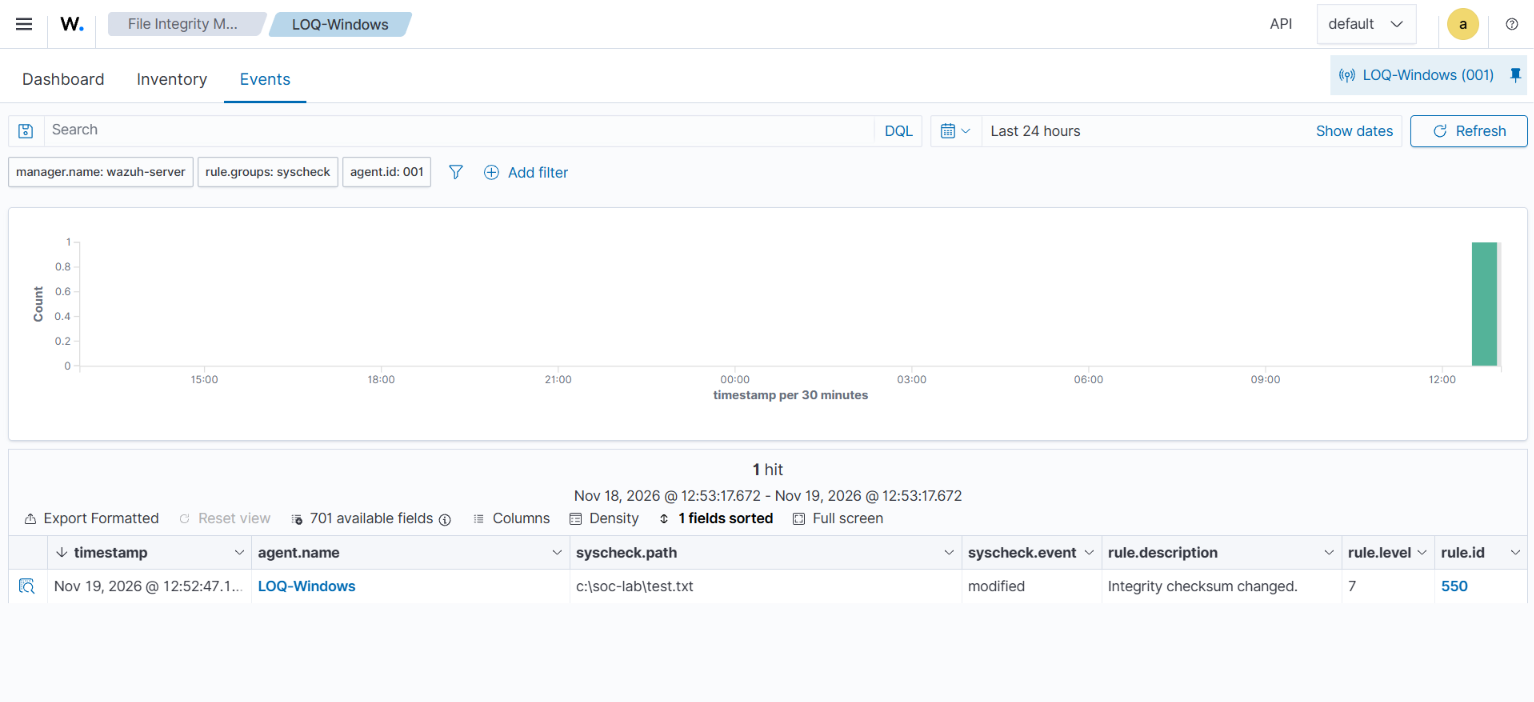 W. File Integrity M... LOQ-Windows API default a
Dashboard Inventory Events LOQ-Windows (001)
Search DQL Last 24 hours Show dates Refresh
manager.name: wazuh-server rule.groups: syscheck agent.id: 001 Add filter
1
0.8
0.6
0.4
0.2
0
Count
15:00 18:00 21:00 00:00 03:00 06:00 09:00 12:00
timestamp per 30 minutes
1 hit
Nov 18, 2026 @ 12:53:17.672 - Nov 19, 2026 @ 12:53:17.672
Export Formatted Reset view 701 available fields Columns Density 1 fields sorted Full screen
timestamp agent.name syscheck.path syscheck.event rule.description rule.level rule.id
Nov 19, 2026 @ 12:52:47.1... LOQ-Windows c:\soc-lab\test.txt modified Integrity checksum changed. 7 550